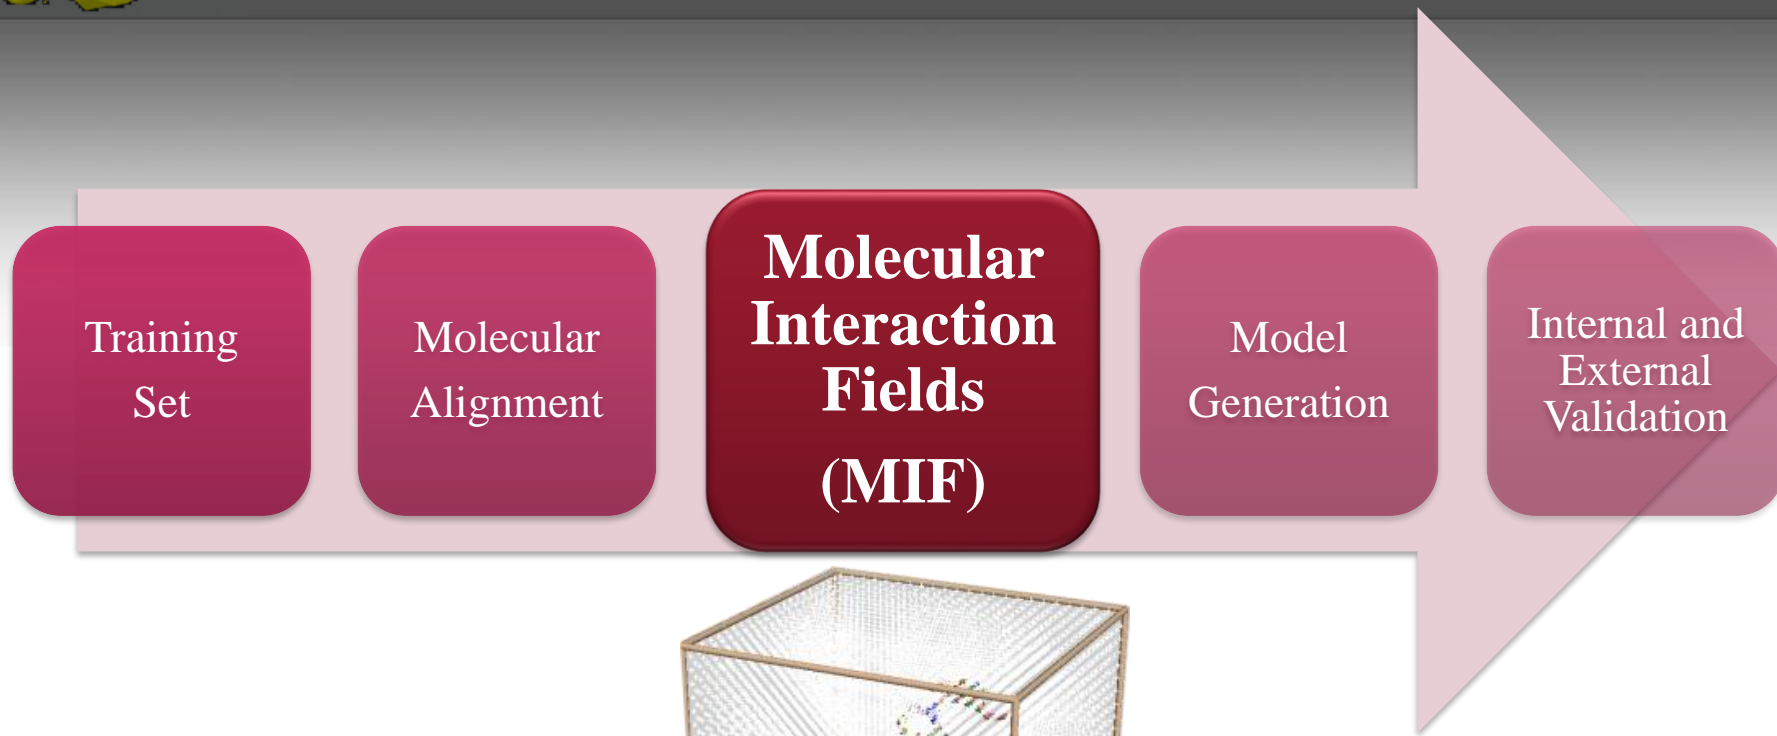 Training
Set
Molecular
Alignment
Molecular
Interaction
Fields
(MIF)
Model
Generation
Internal and
External
Validation